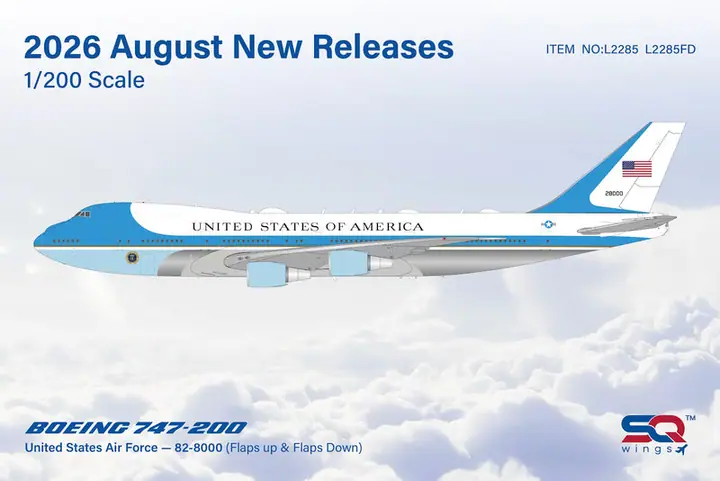 2026 August New Releases
ITEM NO:L2285 L2285FD
1/200 Scale
28000
UNITED STATES OF AMERICA
BOEING 747-200
United States Air Force — 82-8000 (Flaps up & Flaps Down)
SQ™
wings